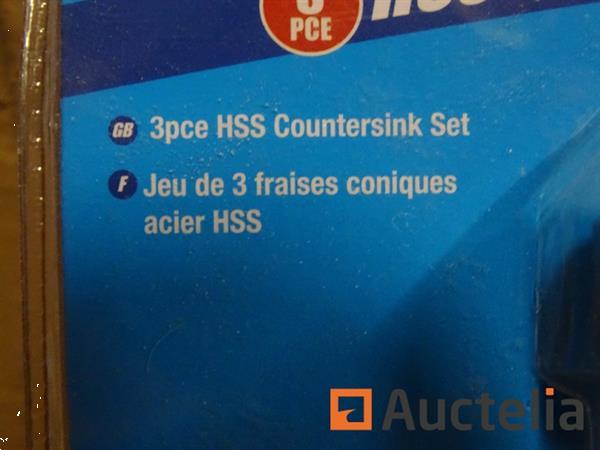 PCE
GB 3pce HSS Countersink Set
F Jeu de 3 fraises coniques
acier HSS
Auctelia